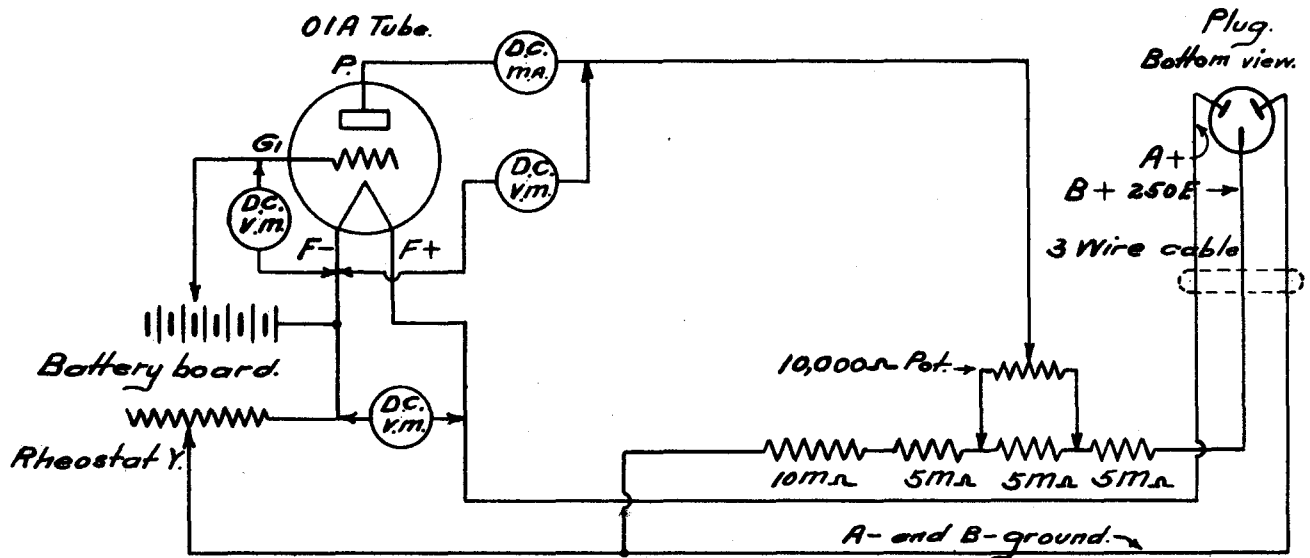 01A Tube.
Plug.
Bottom view.
P.
D.C.
m.A.
G1
D.C.
V.m.
D.C.
V.m.
A+
B+ 250E
F-
F+
3 Wire cable
Battery board.
10,000Ω Pot.
D.C.
V.m.
Rheostat Y.
10MΩ
5MΩ
5MΩ
5MΩ
A- and B- ground.